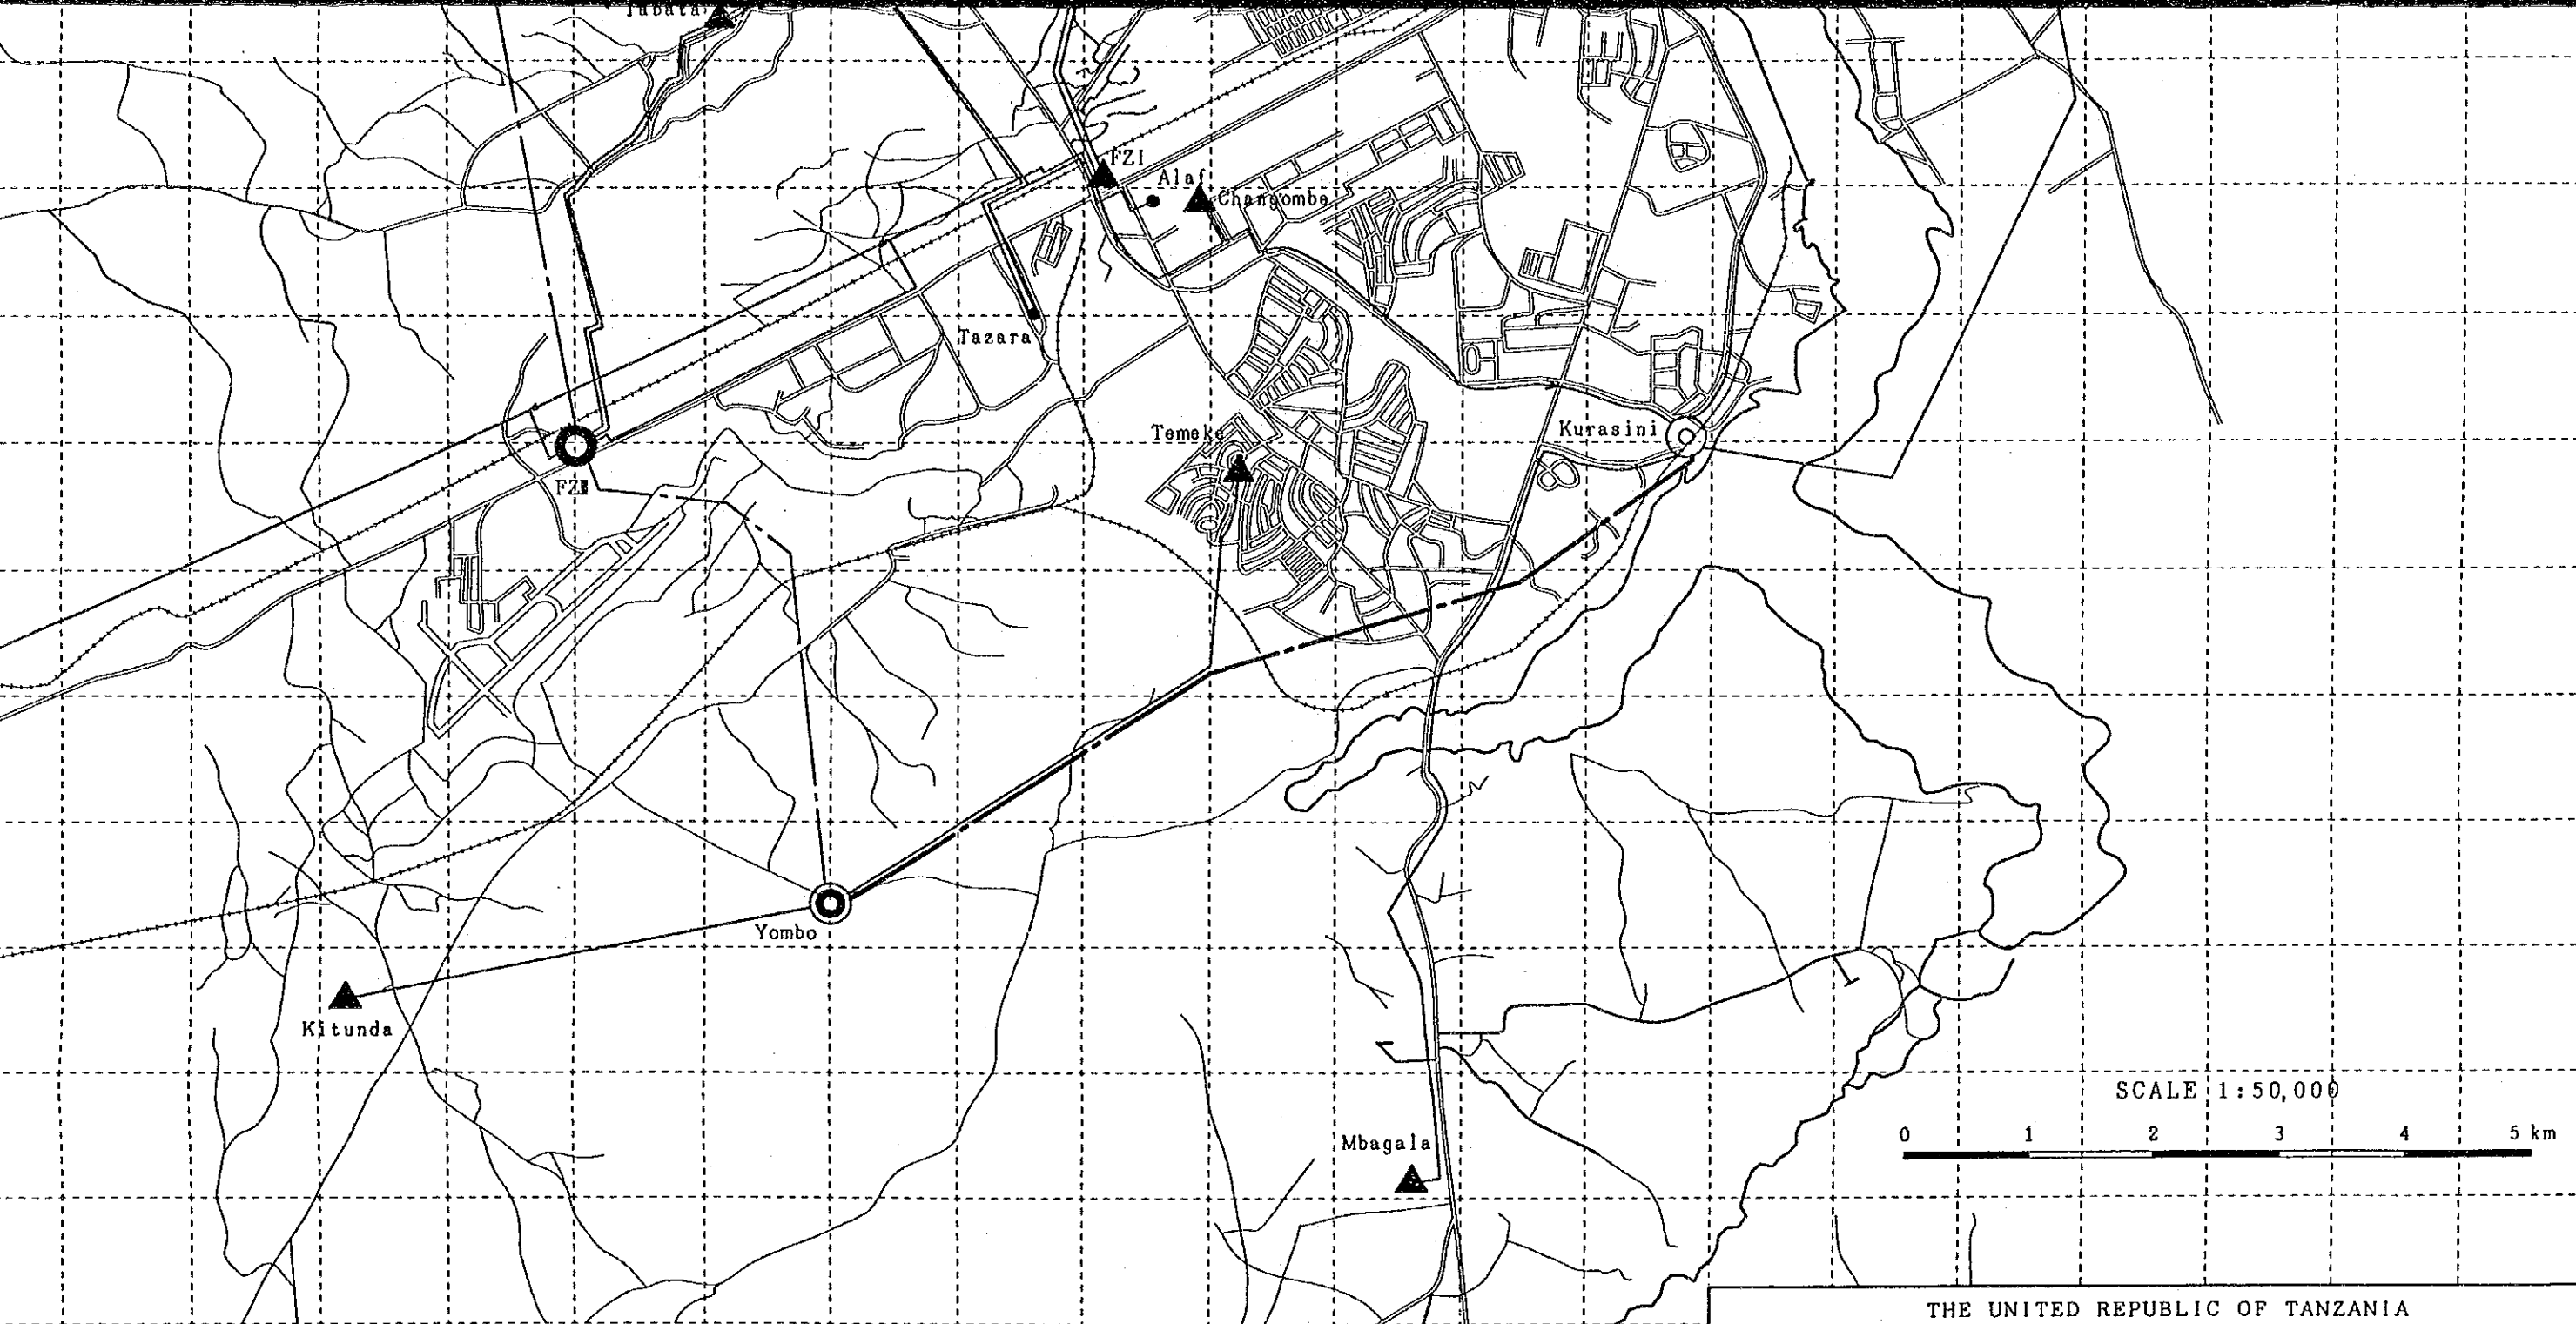 Tabata
FZI
Alaf
Changombe
Tazara
Temeke
Kurasini
Yombo
Kitunda
SCALE 1:50,000
0 1 2 3 4 5 km
Mbagala
THE UNITED REPUBLIC OF TANZANIA